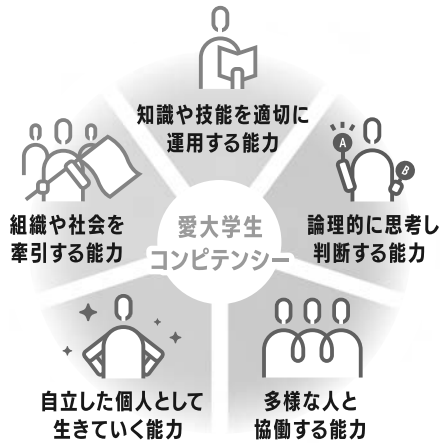 知識や技能を適切に
運用する能力
組織や社会を
牽引する能力
愛大学生
コンピテンシー
論理的に思考し
判断する能力
A
B
自立した個人として
生きていく能力
多様な人と
協働する能力